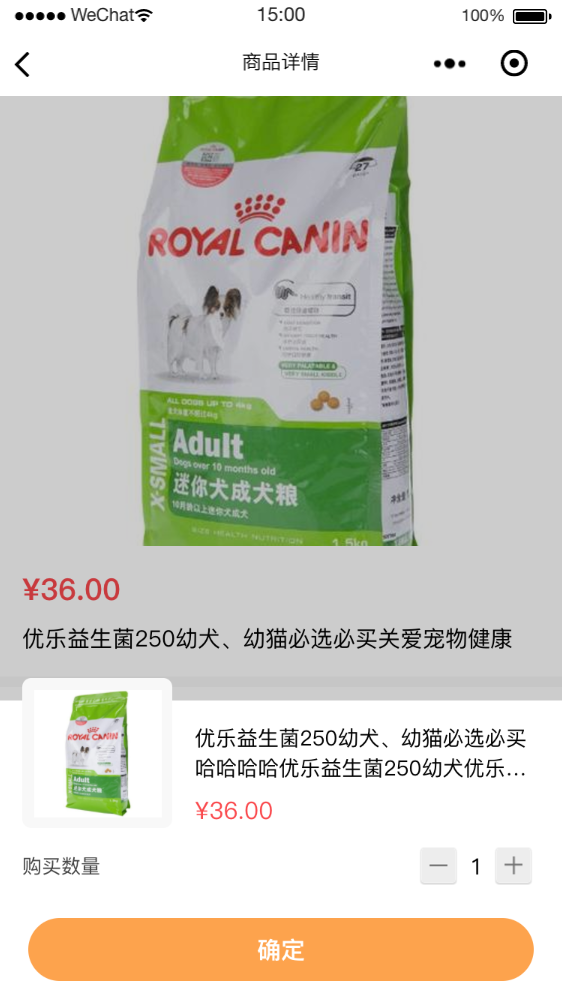 WeChat
15:00
100%
商品详情
27
ROYAL CANIN
Healthy Transit
VERY PALATABLE &
VERY SMALL KIBBLE
ALL DOGS UP TO 4kg
X-SMALL
Adult
Dogs over 10 months old
迷你犬成犬粮
10月龄以上迷你犬成犬
SIZE HEALTH NUTRITION
1.5kg
¥36.00
优乐益生菌250幼犬、幼猫必选必买关爱宠物健康
ROYAL CANIN
Adult
优乐益生菌250幼犬、幼猫必选必买
哈哈哈哈优乐益生菌250幼犬优乐...
¥36.00
购买数量
1
确定